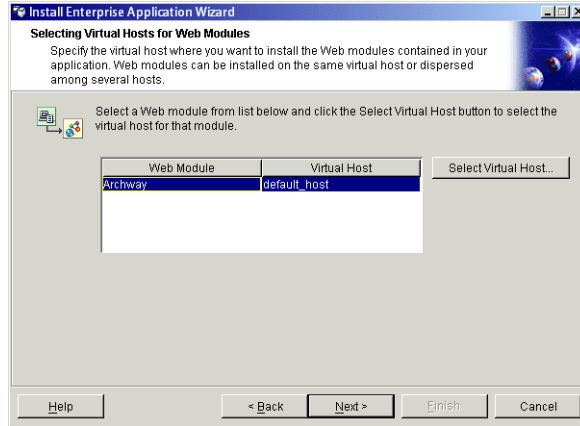 Install Enterprise Application Wizard
Selecting Virtual Hosts for Web Modules
Specify the virtual host where you want to install the Web modules contained in your
application. Web modules can be installed on the same virtual host or dispersed
among several hosts.
Select a Web module from list below and click the Select Virtual Host button to select the
virtual host for that module.
Web Module Virtual Host Select Virtual Host...
Archway default_host
Help < Back Next > Finish Cancel